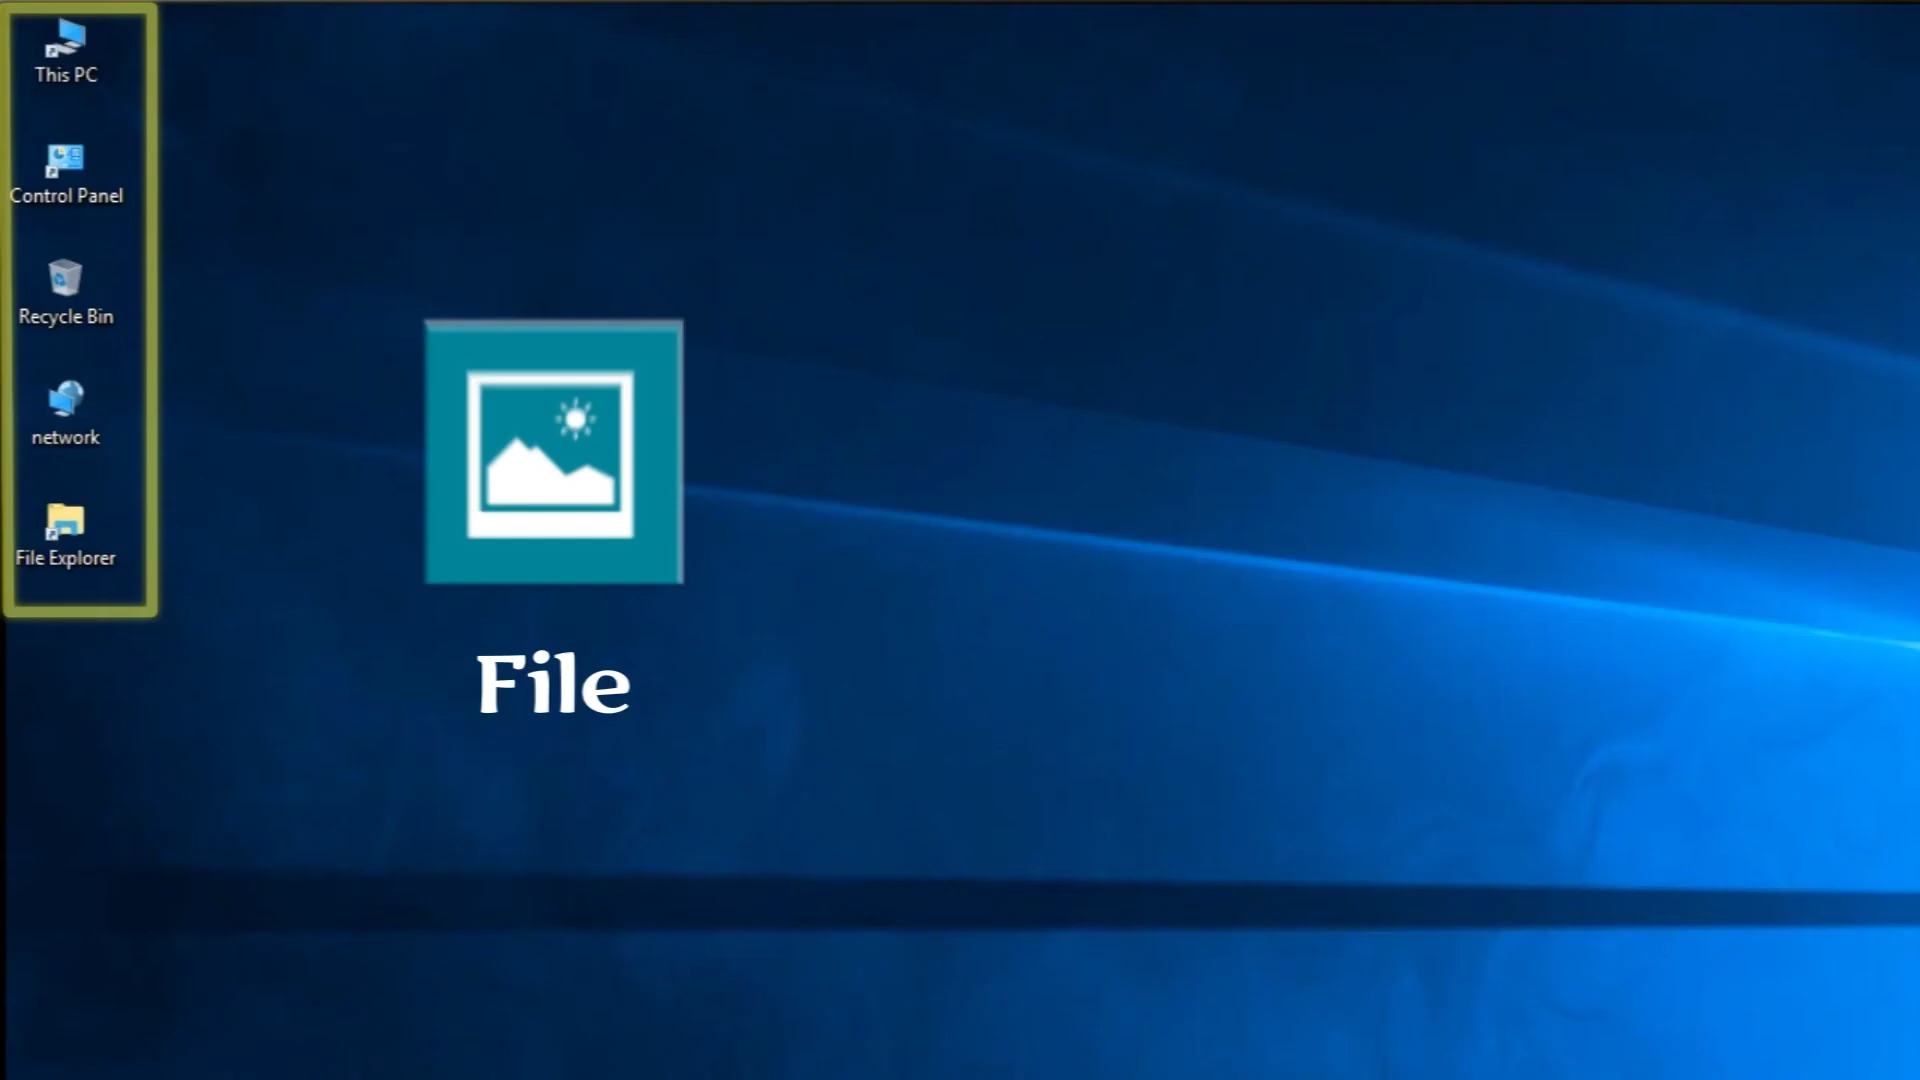 This PC
Control Panel
Recycle Bin
network
File Explorer
File